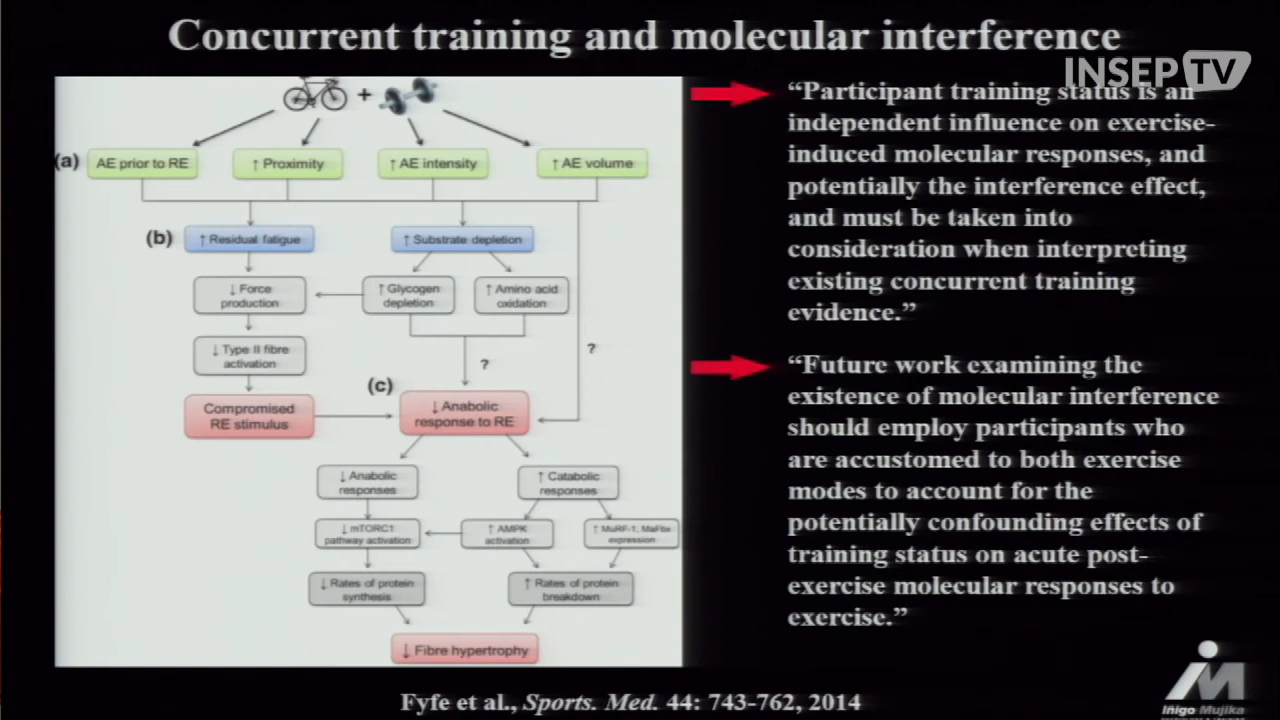 Concurrent training and molecular interference
INSEP TV
+
(a)
AE prior to RE
↑ Proximity
↑ AE intensity
↑ AE volume
(b)
↑ Residual fatigue
↑ Substrate depletion
↓ Force
production
↑ Glycogen
depletion
↑ Amino acid
oxidation
↓ Type II fibre
activation
?
?
(c)
Compromised
RE stimulus
↓ Anabolic
response to RE
↓ Anabolic
responses
↑ Catabolic
responses
↓ mTORC1
pathway activation
↑ AMPK
activation
↑ MuRF-1, MaFbx
expression
↓ Rates of protein
synthesis
↑ Rates of protein
breakdown
↓ Fibre hypertrophy
“Participant training status is an
independent influence on exercise-
induced molecular responses, and
potentially the interference effect,
and must be taken into
consideration when interpreting
existing concurrent training
evidence.”
“Future work examining the
existence of molecular interference
should employ participants who
are accustomed to both exercise
modes to account for the
potentially confounding effects of
training status on acute post-
exercise molecular responses to
exercise.”
Fyfe et al., Sports. Med. 44: 743-762, 2014
Iñigo Mujika